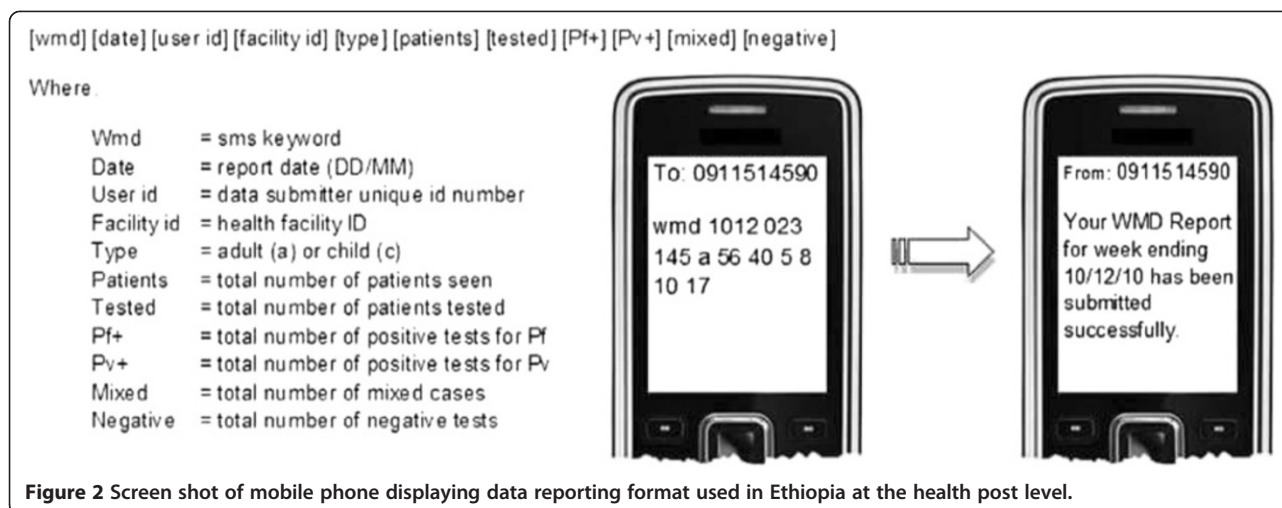 [wmd] [date] [user id] [facility id] [type] [patients] [tested] [Pf+] [Pv+] [mixed] [negative]
Where.
Wmd = sms keyword
Date = report date (DD/MM)
User id = data submitter unique id number
Facility id = health facility ID
Type = adult (a) or child (c)
Patients = total number of patients seen
Tested = total number of patients tested
Pf+ = total number of positive tests for Pf
Pv+ = total number of positive tests for Pv
Mixed = total number of mixed cases
Negative = total number of negative tests
To: 0911514590
wmd 1012 023
145 a 56 40 5 8
10 17
From: 0911514590
Your WMD Report
for week ending
10/12/10 has been
submitted
successfully.
Figure 2 Screen shot of mobile phone displaying data reporting format used in Ethiopia at the health post level.